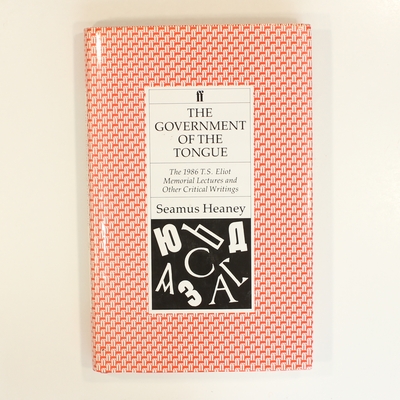 ff
THE
GOVERNMENT
OF THE
TONGUE
The 1986 T.S. Eliot
Memorial Lectures and
Other Critical Writings
Seamus Heaney
Ю Д
С
А З А